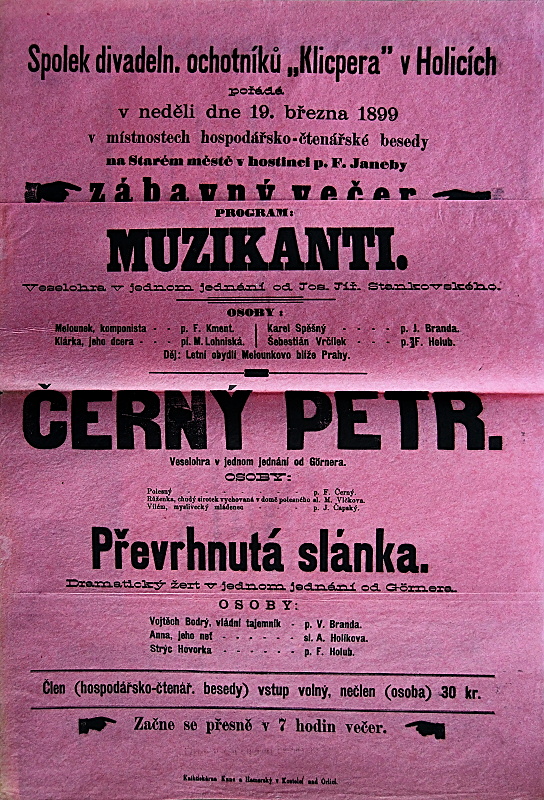 Spolek divadeln. ochotníků „Klicpera" v Holicích
pořádá
v neděli dne 19. března 1899
v místnostech hospodářsko-čtenářské besedy
na Starém městě v hostinci p. F. Janeby
zábavný večer
PROGRAM:
MUZIKANTI.
Veselohra v jednom jednání od Jos. Jiř. Stankovského.
OSOBY:
Melounek, komponista - - p. F. Kment.
Klárka, jeho dcera - - - pí. M. Lohniská.
Karel Spěšný - - - - p. J. Branda.
Šebestián Vrčílek - - - p. F. Holub.
Děj: Letní obydlí Melounkovo blíže Prahy.
ČERNÝ PETR.
Veselohra v jednom jednání od Görnera.
OSOBY:
Polesný p. F. Černý.
Růženka, chudý sirotek vychovaná v domě polesného sl. M. Vlčkova.
Vilém, myslivecký mládenec - - p. J. Čapský.
Převrhnutá slánka.
Dramatický žert v jednom jednání od Görnera.
OSOBY:
Vojtěch Bodrý, vládní tajemník - p. V. Branda.
Anna, jeho neť - - - - - - sl. A. Holíkova.
Strýc Hovorka - - - - - - p. F. Holub.
Člen (hospodářsko-čtenář. besedy) vstup volný, nečlen (osoba) 30 kr.
Začne se přesně v 7 hodin večer.
Knihtiskárna a v Kostelci nad Orlicí.